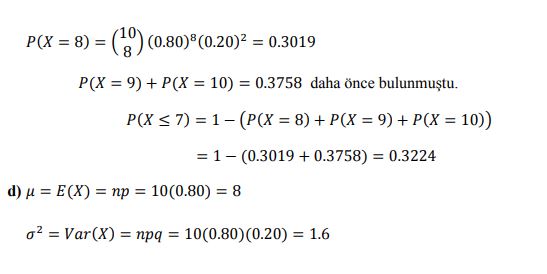 P(X = 8) = (10 8) (0.80)⁸(0.20)² = 0.3019
P(X = 9) + P(X = 10) = 0.3758 daha önce bulunmuştu.
P(X ≤ 7) = 1 − (P(X = 8) + P(X = 9) + P(X = 10))
= 1 − (0.3019 + 0.3758) = 0.3224
d) μ = E(X) = np = 10(0.80) = 8
σ² = Var(X) = npq = 10(0.80)(0.20) = 1.6